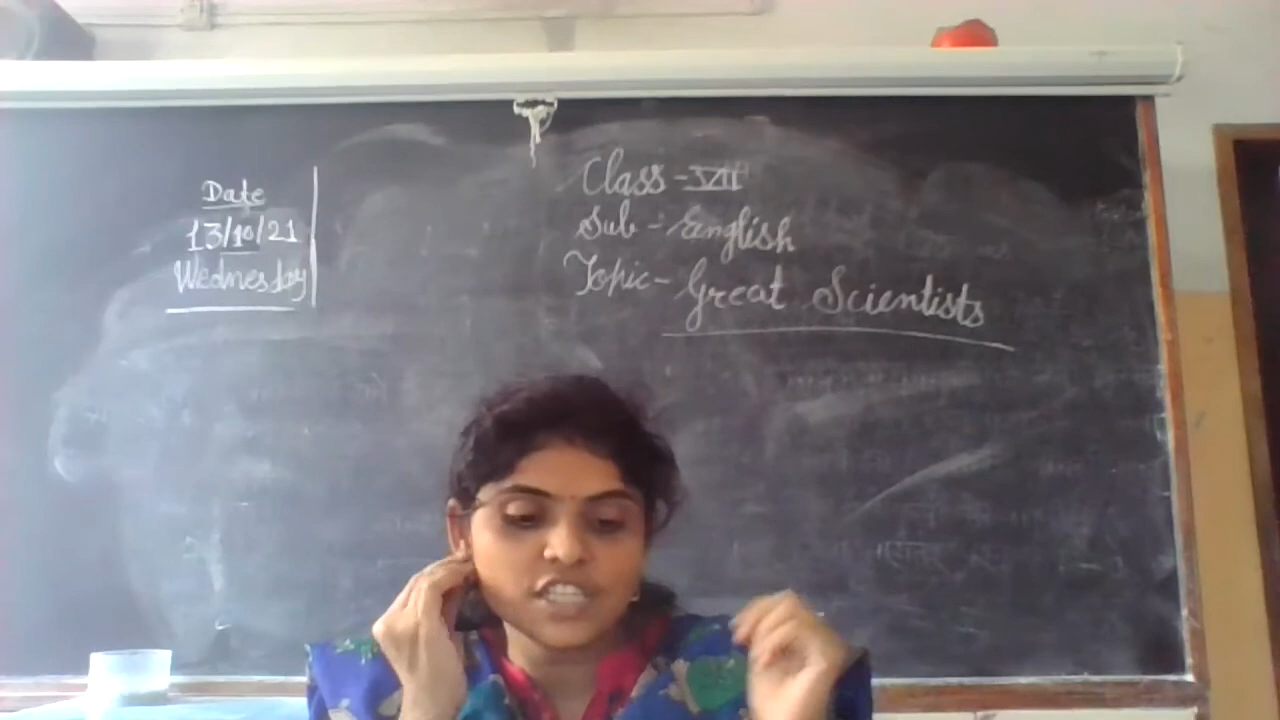 Date
13/10/21
Wednesday
Class - VII
Sub - English
Topic - Great Scientists